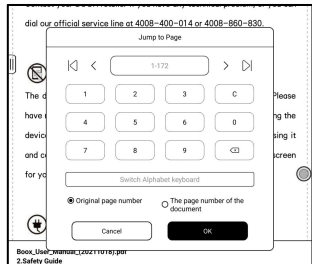 dial our official service line at 4008-400-014 or 4008-860-830.
Jump to Page
1-172
1 2 3 C
The d Please
4 5 6 0
have ng the
device sing it
7 8 9
and c screen
Switch Alphabet keyboard
for yo
Original page number
The page number of the document
Cancel OK
Boox_User_Manual_(20211018).pdf
2.Safety Guide